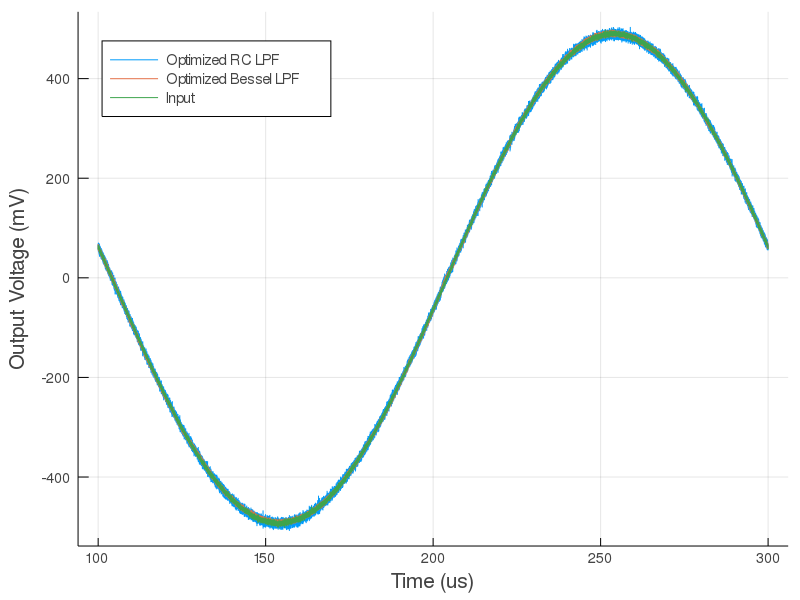 Optimized RC LPF
Optimized Bessel LPF
Input
400
200
0
-200
-400
Output Voltage (mV)
100
150
200
250
300
Time (us)